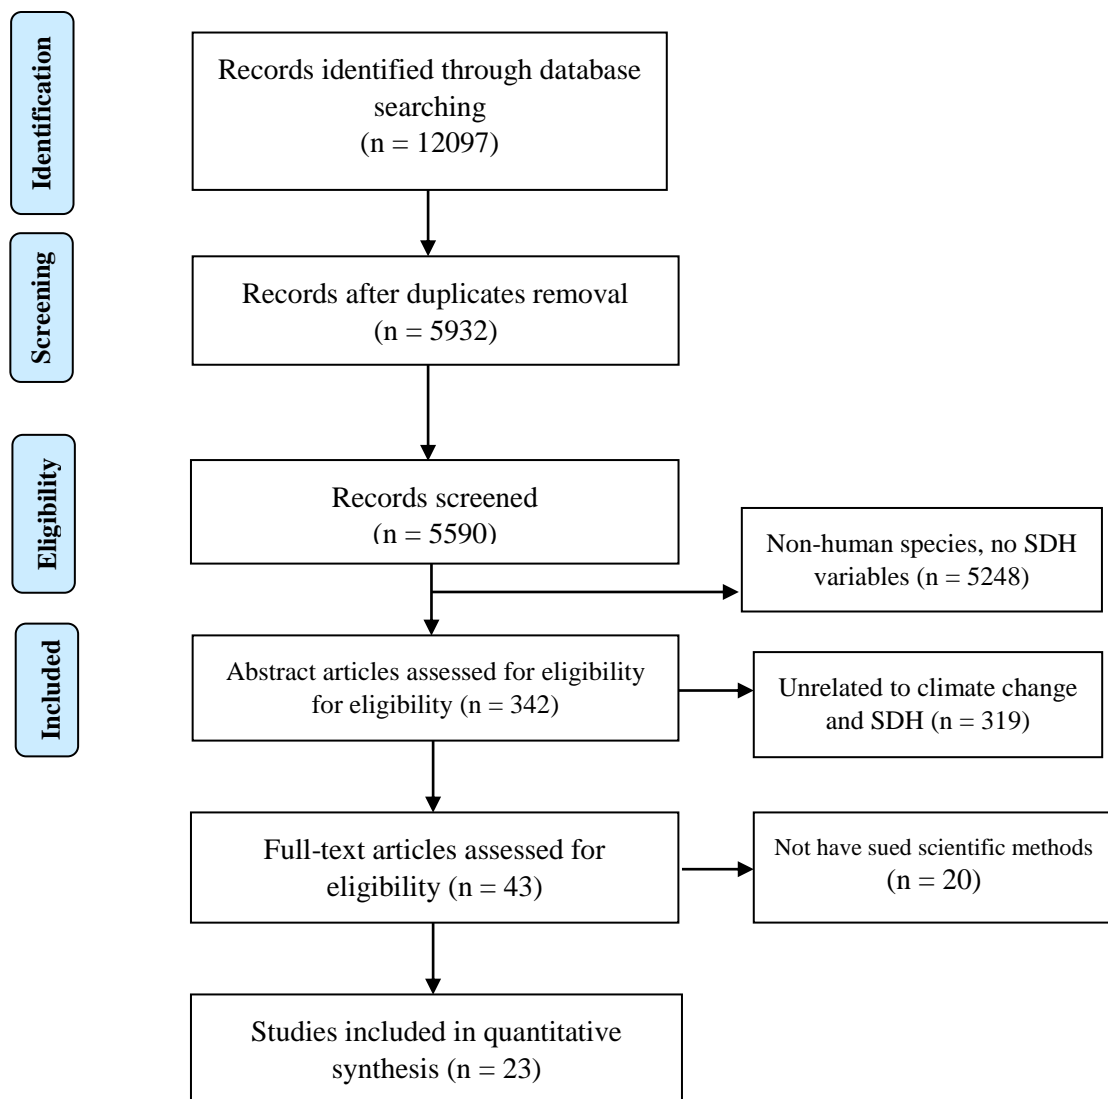 Identification
Records identified through database
searching
(n = 12097)
Screening
Records after duplicates removal
(n = 5932)
Eligibility
Records screened
(n = 5590)
Non-human species, no SDH
variables (n = 5248)
Included
Abstract articles assessed for eligibility
for eligibility (n = 342)
Unrelated to climate change
and SDH (n = 319)
Full-text articles assessed for
eligibility (n = 43)
Not have sued scientific methods
(n = 20)
Studies included in quantitative
synthesis (n = 23)